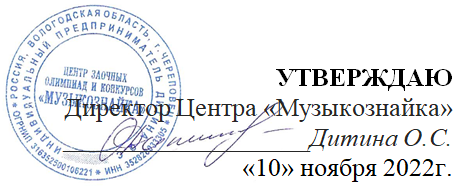 УТВЕРЖДАЮ
Директор Центра «Музыкознайка»
Дитина О.С.
«10» ноября 2022г.
РОССИЯ, ВОЛОГОДСКАЯ ОБЛАСТЬ, Г. ЧЕРЕПОВЕЦ
ИНДИВИДУАЛЬНЫЙ ПРЕДПРИНИМАТЕЛЬ
ЦЕНТР ЗАОЧНЫХ
ОЛИМПИАД И КОНКУРСОВ
«МУЗЫКОЗНАЙКА»